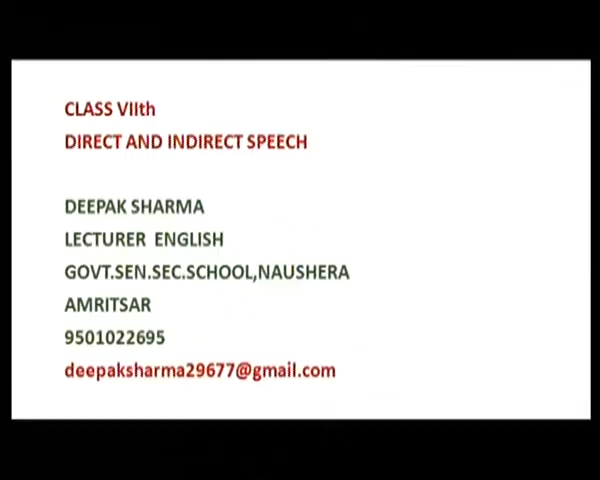 CLASS VIIth
DIRECT AND INDIRECT SPEECH
DEEPAK SHARMA
LECTURER ENGLISH
GOVT.SEN.SEC.SCHOOL,NAUSHERA
AMRITSAR
9501022695
deepaksharma29677@gmail.com